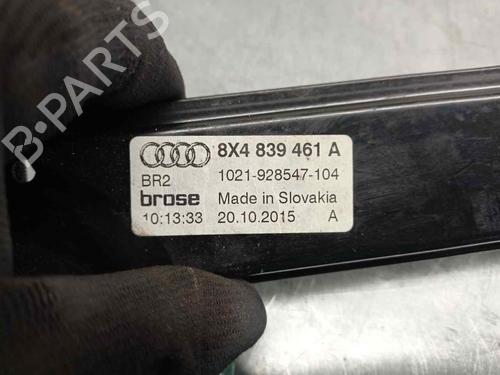 8X4 839 461 A
BR2 1021-928547-104
brose Made in Slovakia
10:13:33 20.10.2015 A
B-PARTS